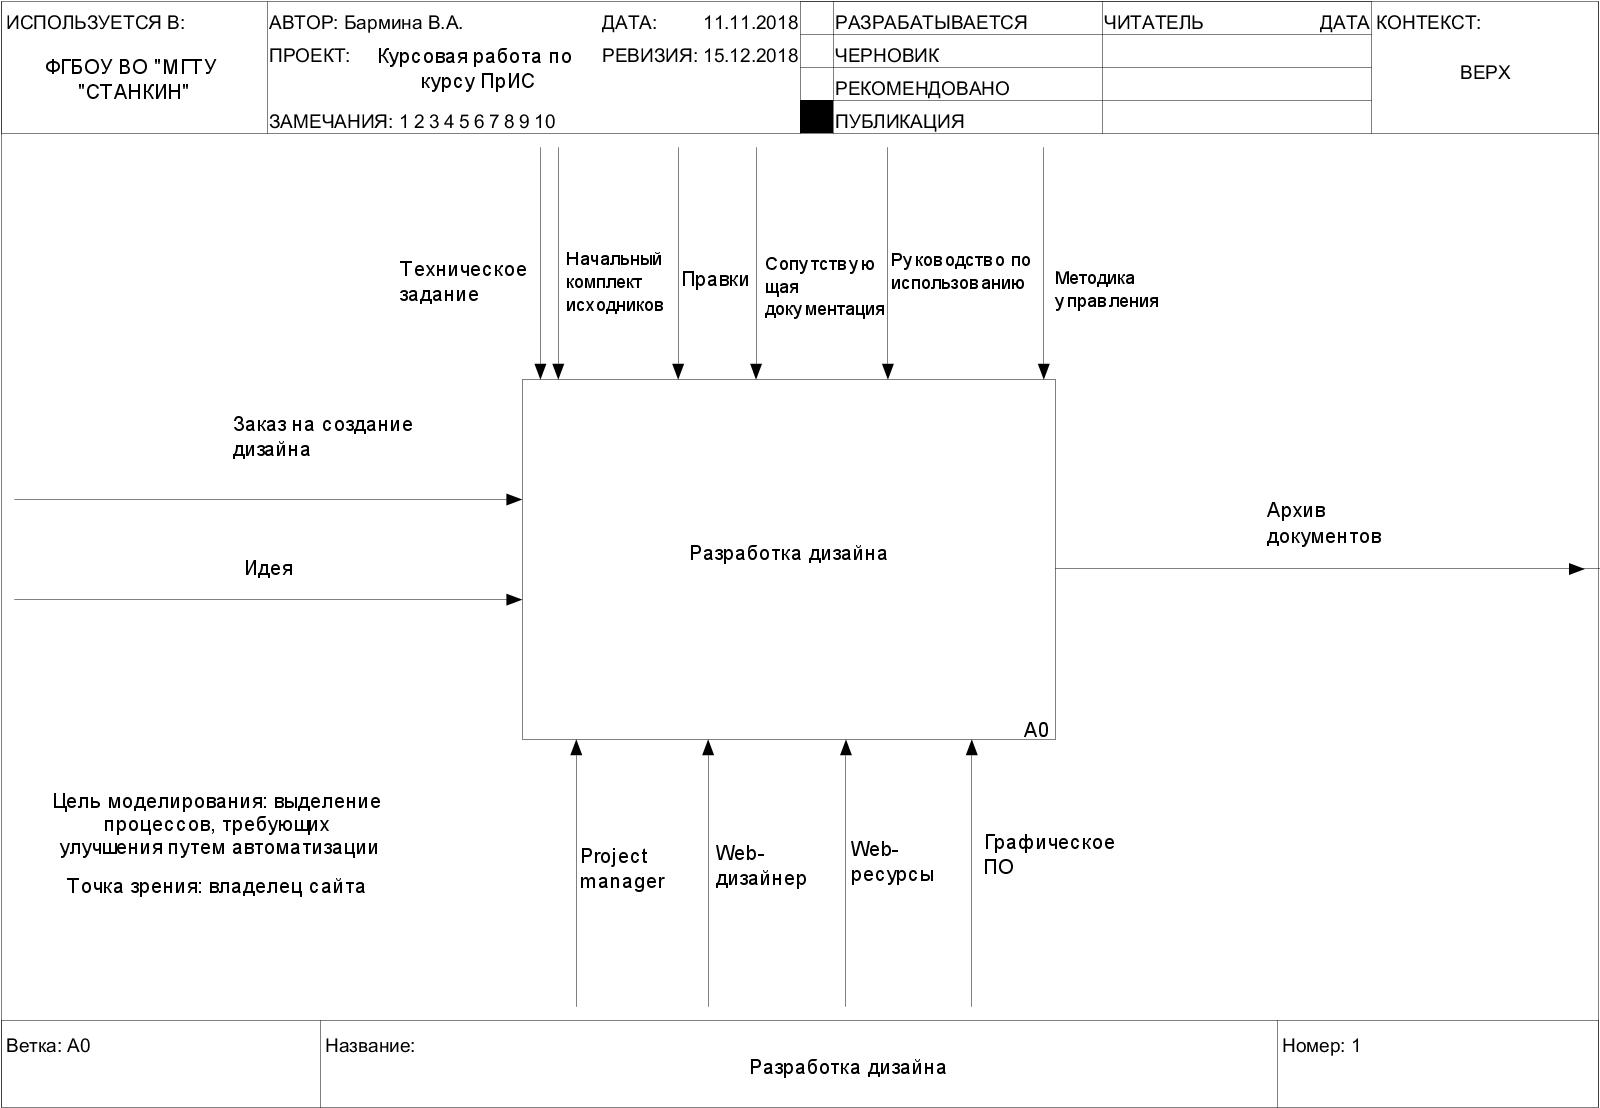 ИСПОЛЬЗУЕТСЯ В:
ФГБОУ ВО "МГТУ
"СТАНКИН"
АВТОР: Бармина В.А.
ДАТА: 11.11.2018
ПРОЕКТ: Курсовая работа по
курсу ПрИС
РЕВИЗИЯ: 15.12.2018
ЗАМЕЧАНИЯ: 1 2 3 4 5 6 7 8 9 10
РАЗРАБАТЫВАЕТСЯ
ЧЕРНОВИК
РЕКОМЕНДОВАНО
ПУБЛИКАЦИЯ
ЧИТАТЕЛЬ ДАТА
КОНТЕКСТ:
ВЕРХ
Техническое
задание
Начальный
комплект
исходников
Правки
Сопутствую
щая
документация
Руководство по
использованию
Методика
управления
Заказ на создание
дизайна
Идея
Разработка дизайна
A0
Архив
документов
Цель моделирования: выделение
процессов, требующих
улучшения путем автоматизации
Точка зрения: владелец сайта
Project
manager
Web-
дизайнер
Web-
ресурсы
Графическое
ПО
Ветка: A0
Название:
Разработка дизайна
Номер: 1